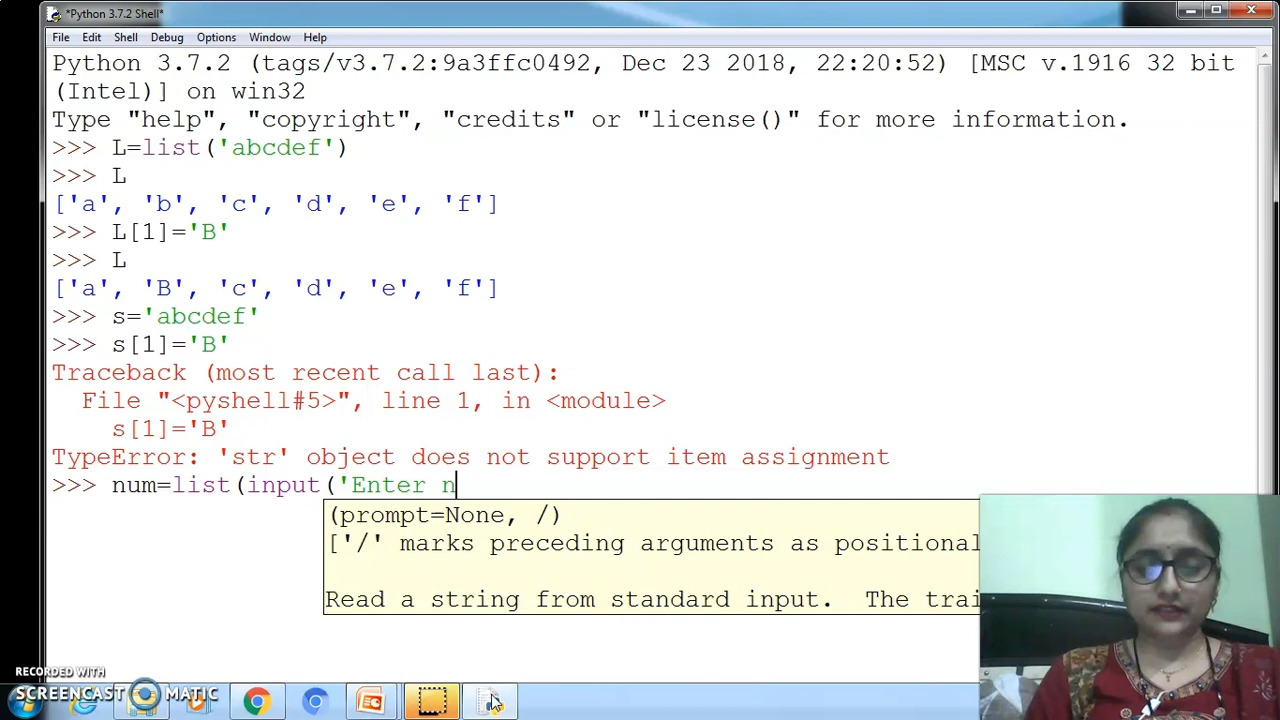 *Python 3.7.2 Shell*
File Edit Shell Debug Options Window Help
Python 3.7.2 (tags/v3.7.2:9a3ffc0492, Dec 23 2018, 22:20:52) [MSC v.1916 32 bit
(Intel)] on win32
Type "help", "copyright", "credits" or "license()" for more information.
>>> L=list('abcdef')
>>> L
['a', 'b', 'c', 'd', 'e', 'f']
>>> L[1]='B'
>>> L
['a', 'B', 'c', 'd', 'e', 'f']
>>> s='abcdef'
>>> s[1]='B'
Traceback (most recent call last):
  File "<pyshell#5>", line 1, in <module>
    s[1]='B'
TypeError: 'str' object does not support item assignment
>>> num=list(input('Enter n
(prompt=None, /)
['/' marks preceding arguments as positional
Read a string from standard input.  The trai
RECORDED WITH
SCREENCAST MATIC